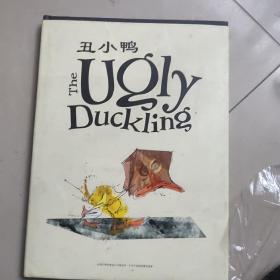 丑小鸭
The
Ugly
Duckling